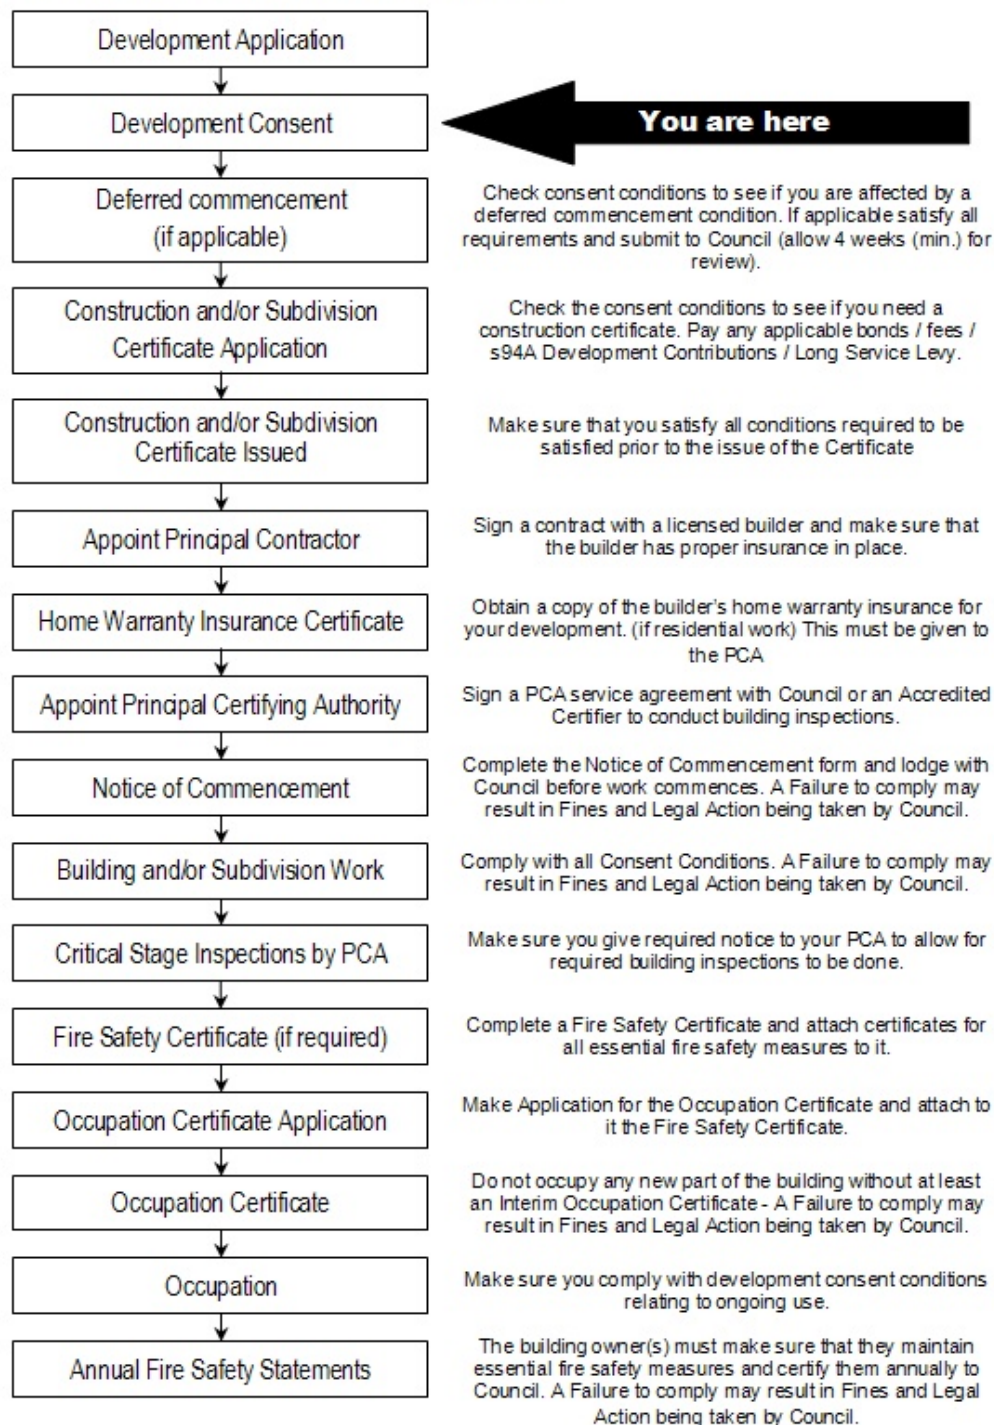 Development Application
Development Consent
You are here
Deferred commencement
(if applicable)
Check consent conditions to see if you are affected by a
deferred commencement condition. If applicable satisfy all
requirements and submit to Council (allow 4 weeks (min.) for
review).
Construction and/or Subdivision
Certificate Application
Check the consent conditions to see if you need a
construction certificate. Pay any applicable bonds / fees /
s94A Development Contributions / Long Service Levy.
Construction and/or Subdivision
Certificate Issued
Make sure that you satisfy all conditions required to be
satisfied prior to the issue of the Certificate
Appoint Principal Contractor
Sign a contract with a licensed builder and make sure that
the builder has proper insurance in place.
Home Warranty Insurance Certificate
Obtain a copy of the builder's home warranty insurance for
your development. (if residential work) This must be given to
the PCA
Appoint Principal Certifying Authority
Sign a PCA service agreement with Council or an Accredited
Certifier to conduct building inspections.
Notice of Commencement
Complete the Notice of Commencement form and lodge with
Council before work commences. A Failure to comply may
result in Fines and Legal Action being taken by Council.
Building and/or Subdivision Work
Comply with all Consent Conditions. A Failure to comply may
result in Fines and Legal Action being taken by Council.
Critical Stage Inspections by PCA
Make sure you give required notice to your PCA to allow for
required building inspections to be done.
Fire Safety Certificate (if required)
Complete a Fire Safety Certificate and attach certificates for
all essential fire safety measures to it.
Occupation Certificate Application
Make Application for the Occupation Certificate and attach to
it the Fire Safety Certificate.
Occupation Certificate
Do not occupy any new part of the building without at least
an Interim Occupation Certificate - A Failure to comply may
result in Fines and Legal Action being taken by Council.
Occupation
Make sure you comply with development consent conditions
relating to ongoing use.
Annual Fire Safety Statements
The building owner(s) must make sure that they maintain
essential fire safety measures and certify them annually to
Council. A Failure to comply may result in Fines and Legal
Action being taken by Council.